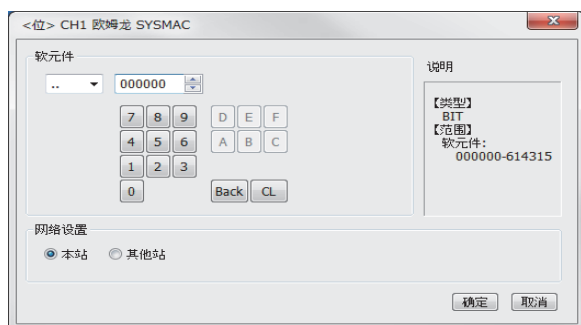 <位> CH1 欧姆龙 SYSMAC
软元件
.. 000000
7 8 9 D E F
4 5 6 A B C
1 2 3
0 Back CL
说明
【类型】
BIT
【范围】
软元件:
000000-614315
网络设置
本站 其他站
确定 取消